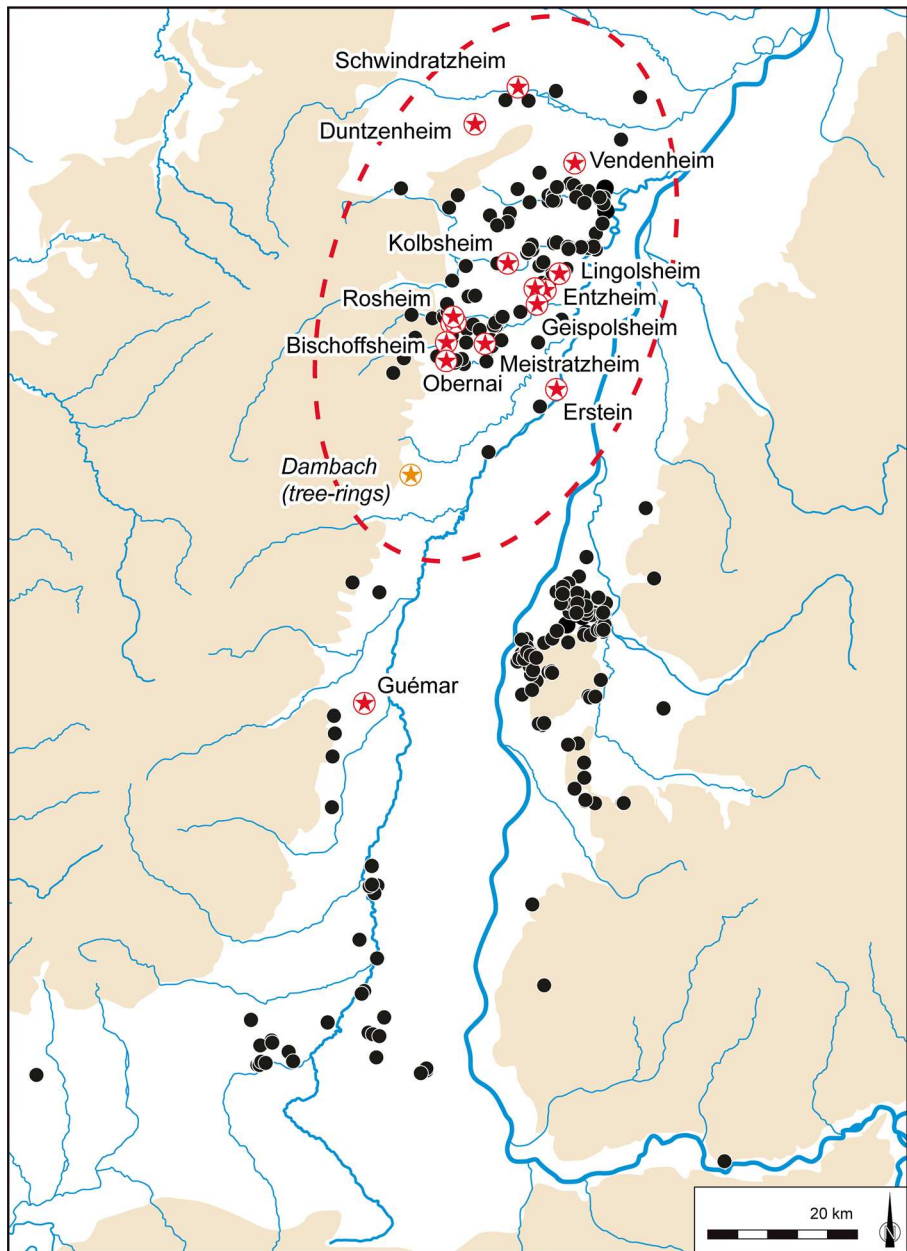 Schwindratzheim
Duntzenheim
Vendenheim
Kolbsheim
Lingolsheim
Rosheim
Entzheim
Geispolsheim
Bischoffsheim
Meistratzheim
Obernai
Erstein
Dambach
(tree-rings)
Guémar
20 km
N